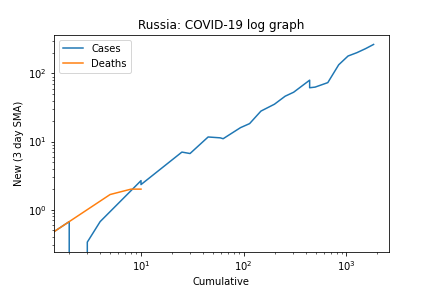 Russia: COVID-19 log graph
Cases
Deaths
New (3 day SMA)
10²
10¹
10⁰
10¹
10²
10³
Cumulative